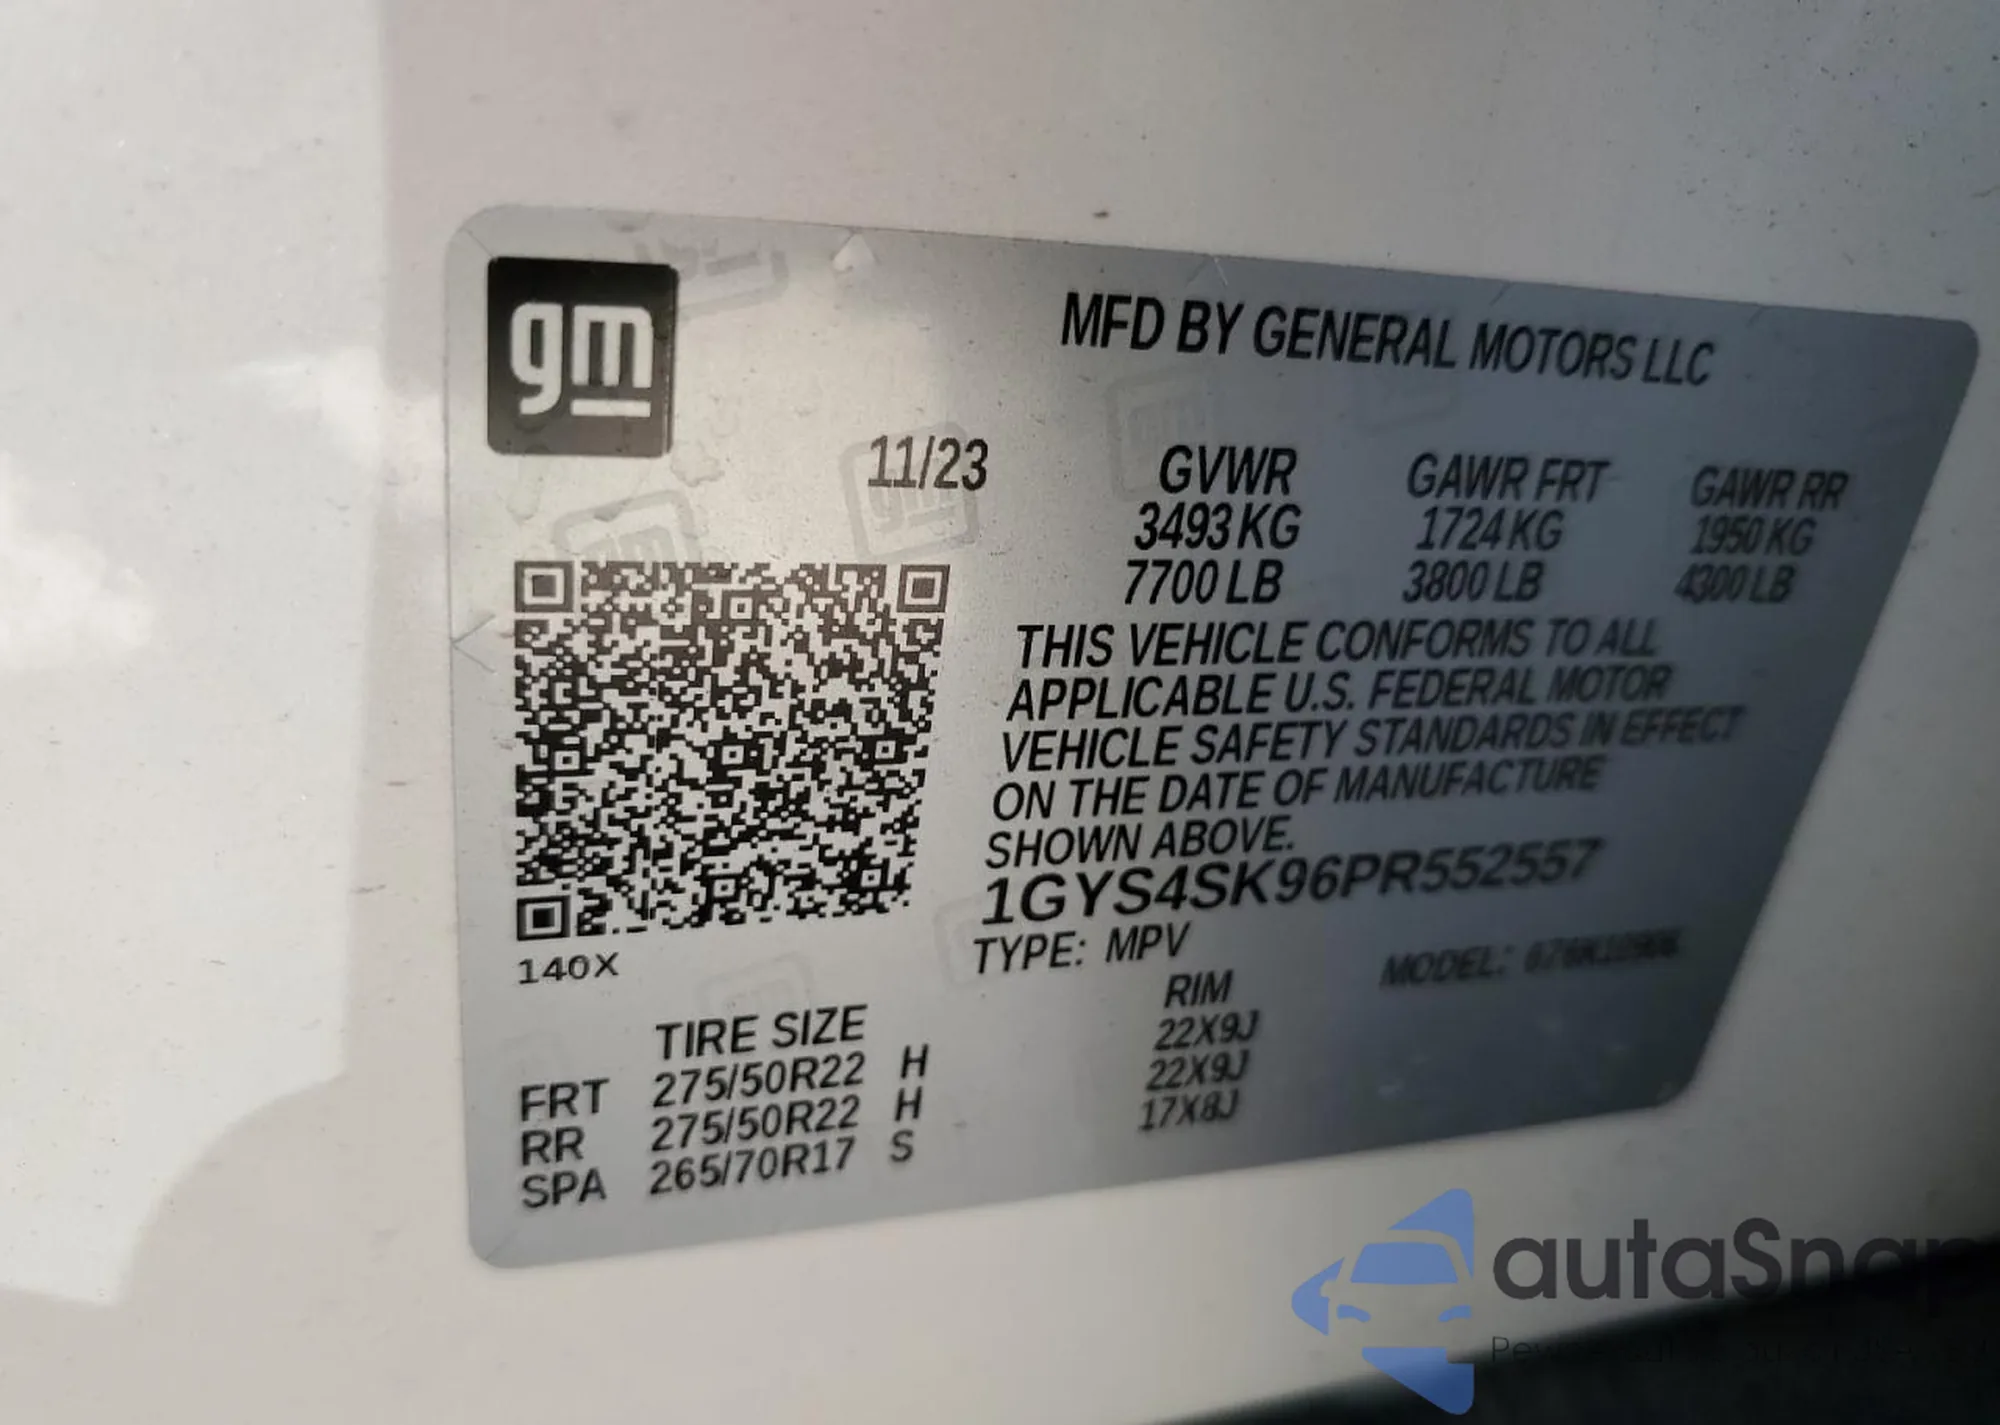 gm
MFD BY GENERAL MOTORS LLC
11/23
GVWR GAWR FRT GAWR RR
3493 KG 1724 KG 1950 KG
7700 LB 3800 LB 4300 LB
THIS VEHICLE CONFORMS TO ALL
APPLICABLE U.S. FEDERAL MOTOR
VEHICLE SAFETY STANDARDS IN EFFECT
ON THE DATE OF MANUFACTURE
SHOWN ABOVE.
1GYS4SK96PR552557
TYPE: MPV MODEL:
140X
TIRE SIZE RIM
FRT 275/50R22 H 22X9J
RR 275/50R22 H 22X9J
SPA 265/70R17 S 17X8J
autaSnap